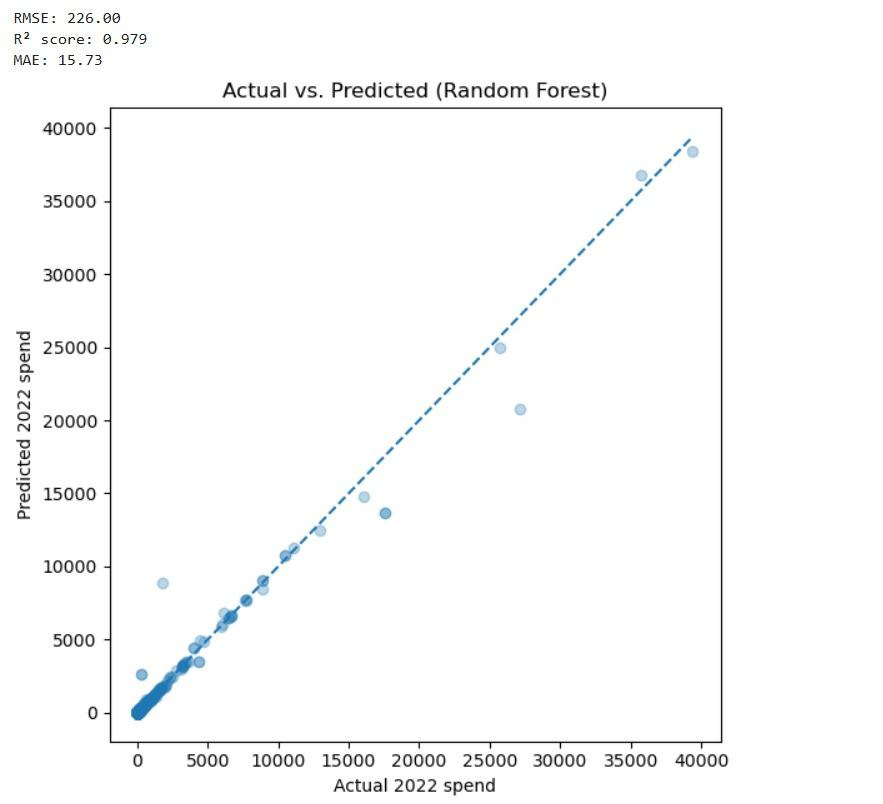 RMSE: 226.00
R² score: 0.979
MAE: 15.73
Actual vs. Predicted (Random Forest)
40000
35000
30000
25000
20000
15000
10000
5000
0
Predicted 2022 spend
0 5000 10000 15000 20000 25000 30000 35000 40000
Actual 2022 spend